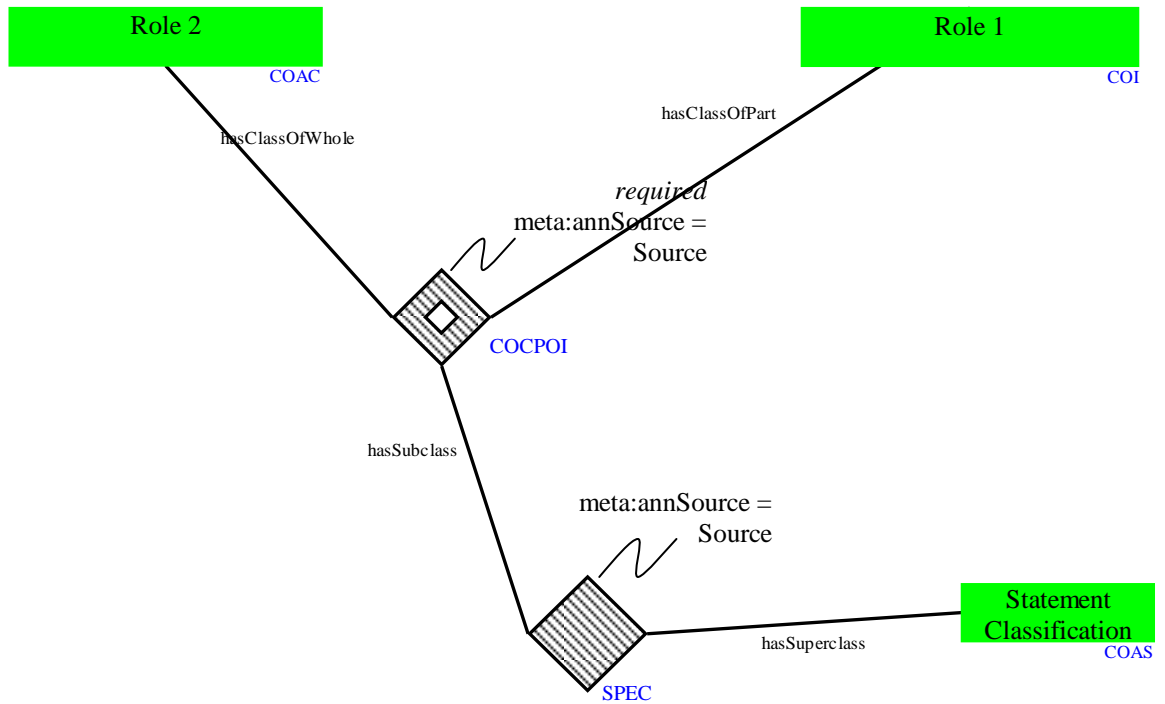 Role 2
Role 1
COAC
COI
hasClassOfPart
hasClassOfWhole
required
meta:annSource =
Source
COCPOI
hasSubclass
meta:annSource =
Source
Statement
Classification
hasSuperclass
COAS
SPEC